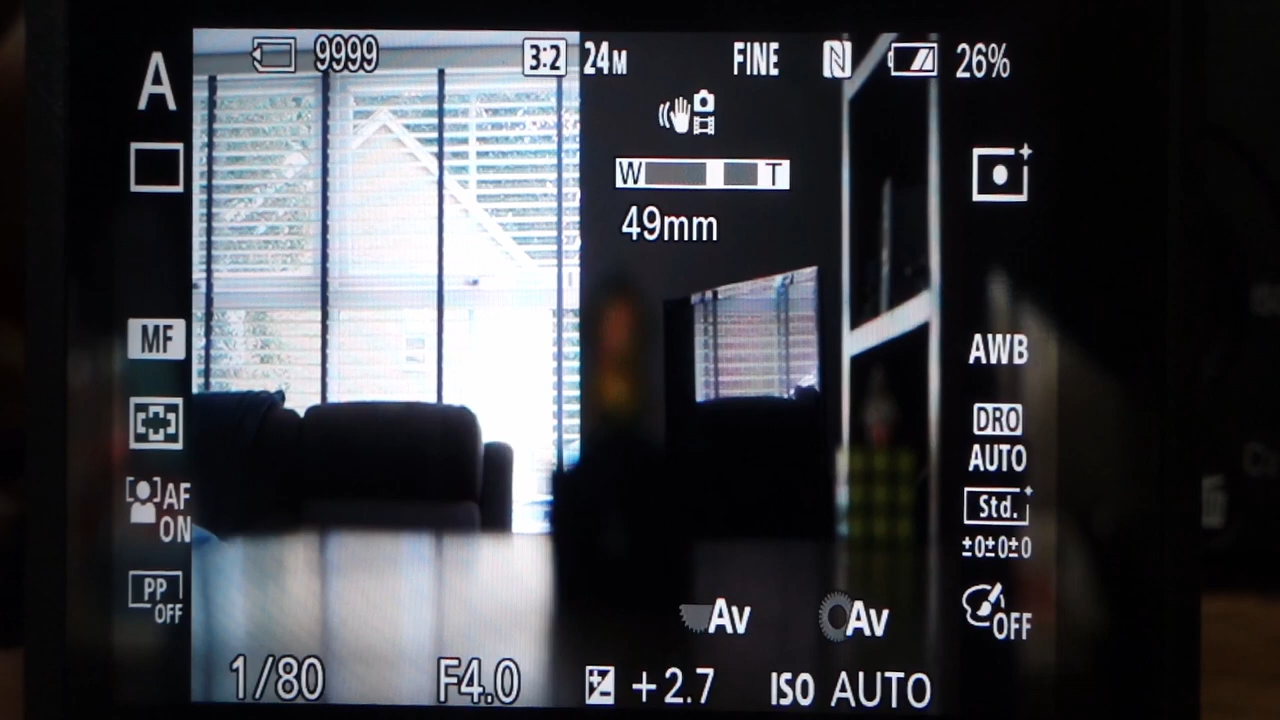 A 9999 3:2 24M FINE N 26%
W T
49mm
MF AWB
DRO
AUTO
AF
ON
Std.
±0±0±0
PP
OFF
OFF
Av Av
1/80 F4.0 +2.7 ISO AUTO